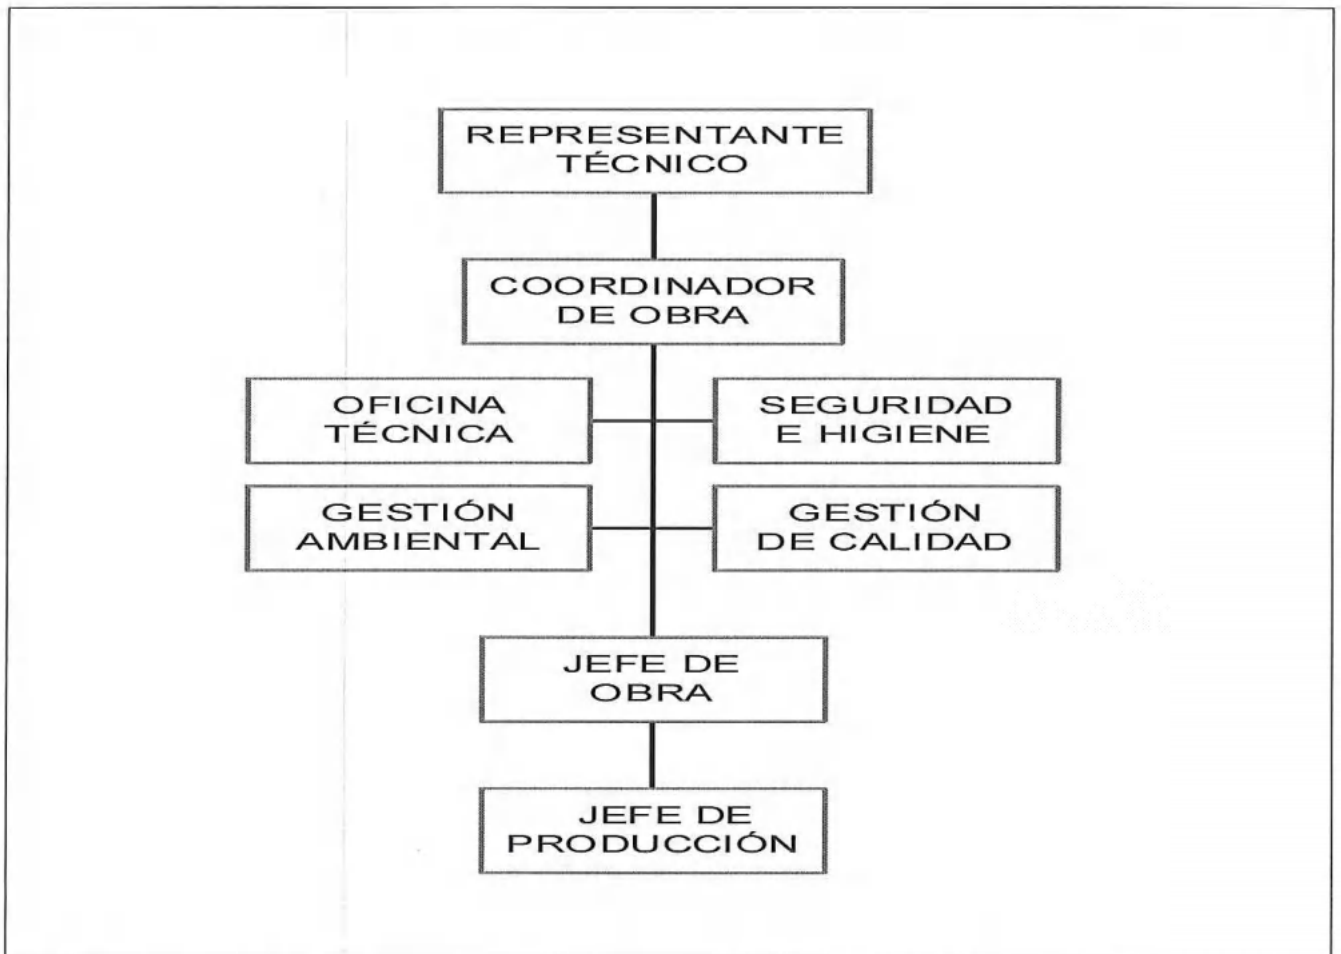 REPRESENTANTE
TÉCNICO
COORDINADOR
DE OBRA
OFICINA
TÉCNICA
SEGURIDAD
E HIGIENE
GESTIÓN
AMBIENTAL
GESTIÓN
DE CALIDAD
JEFE DE
OBRA
JEFE DE
PRODUCCIÓN